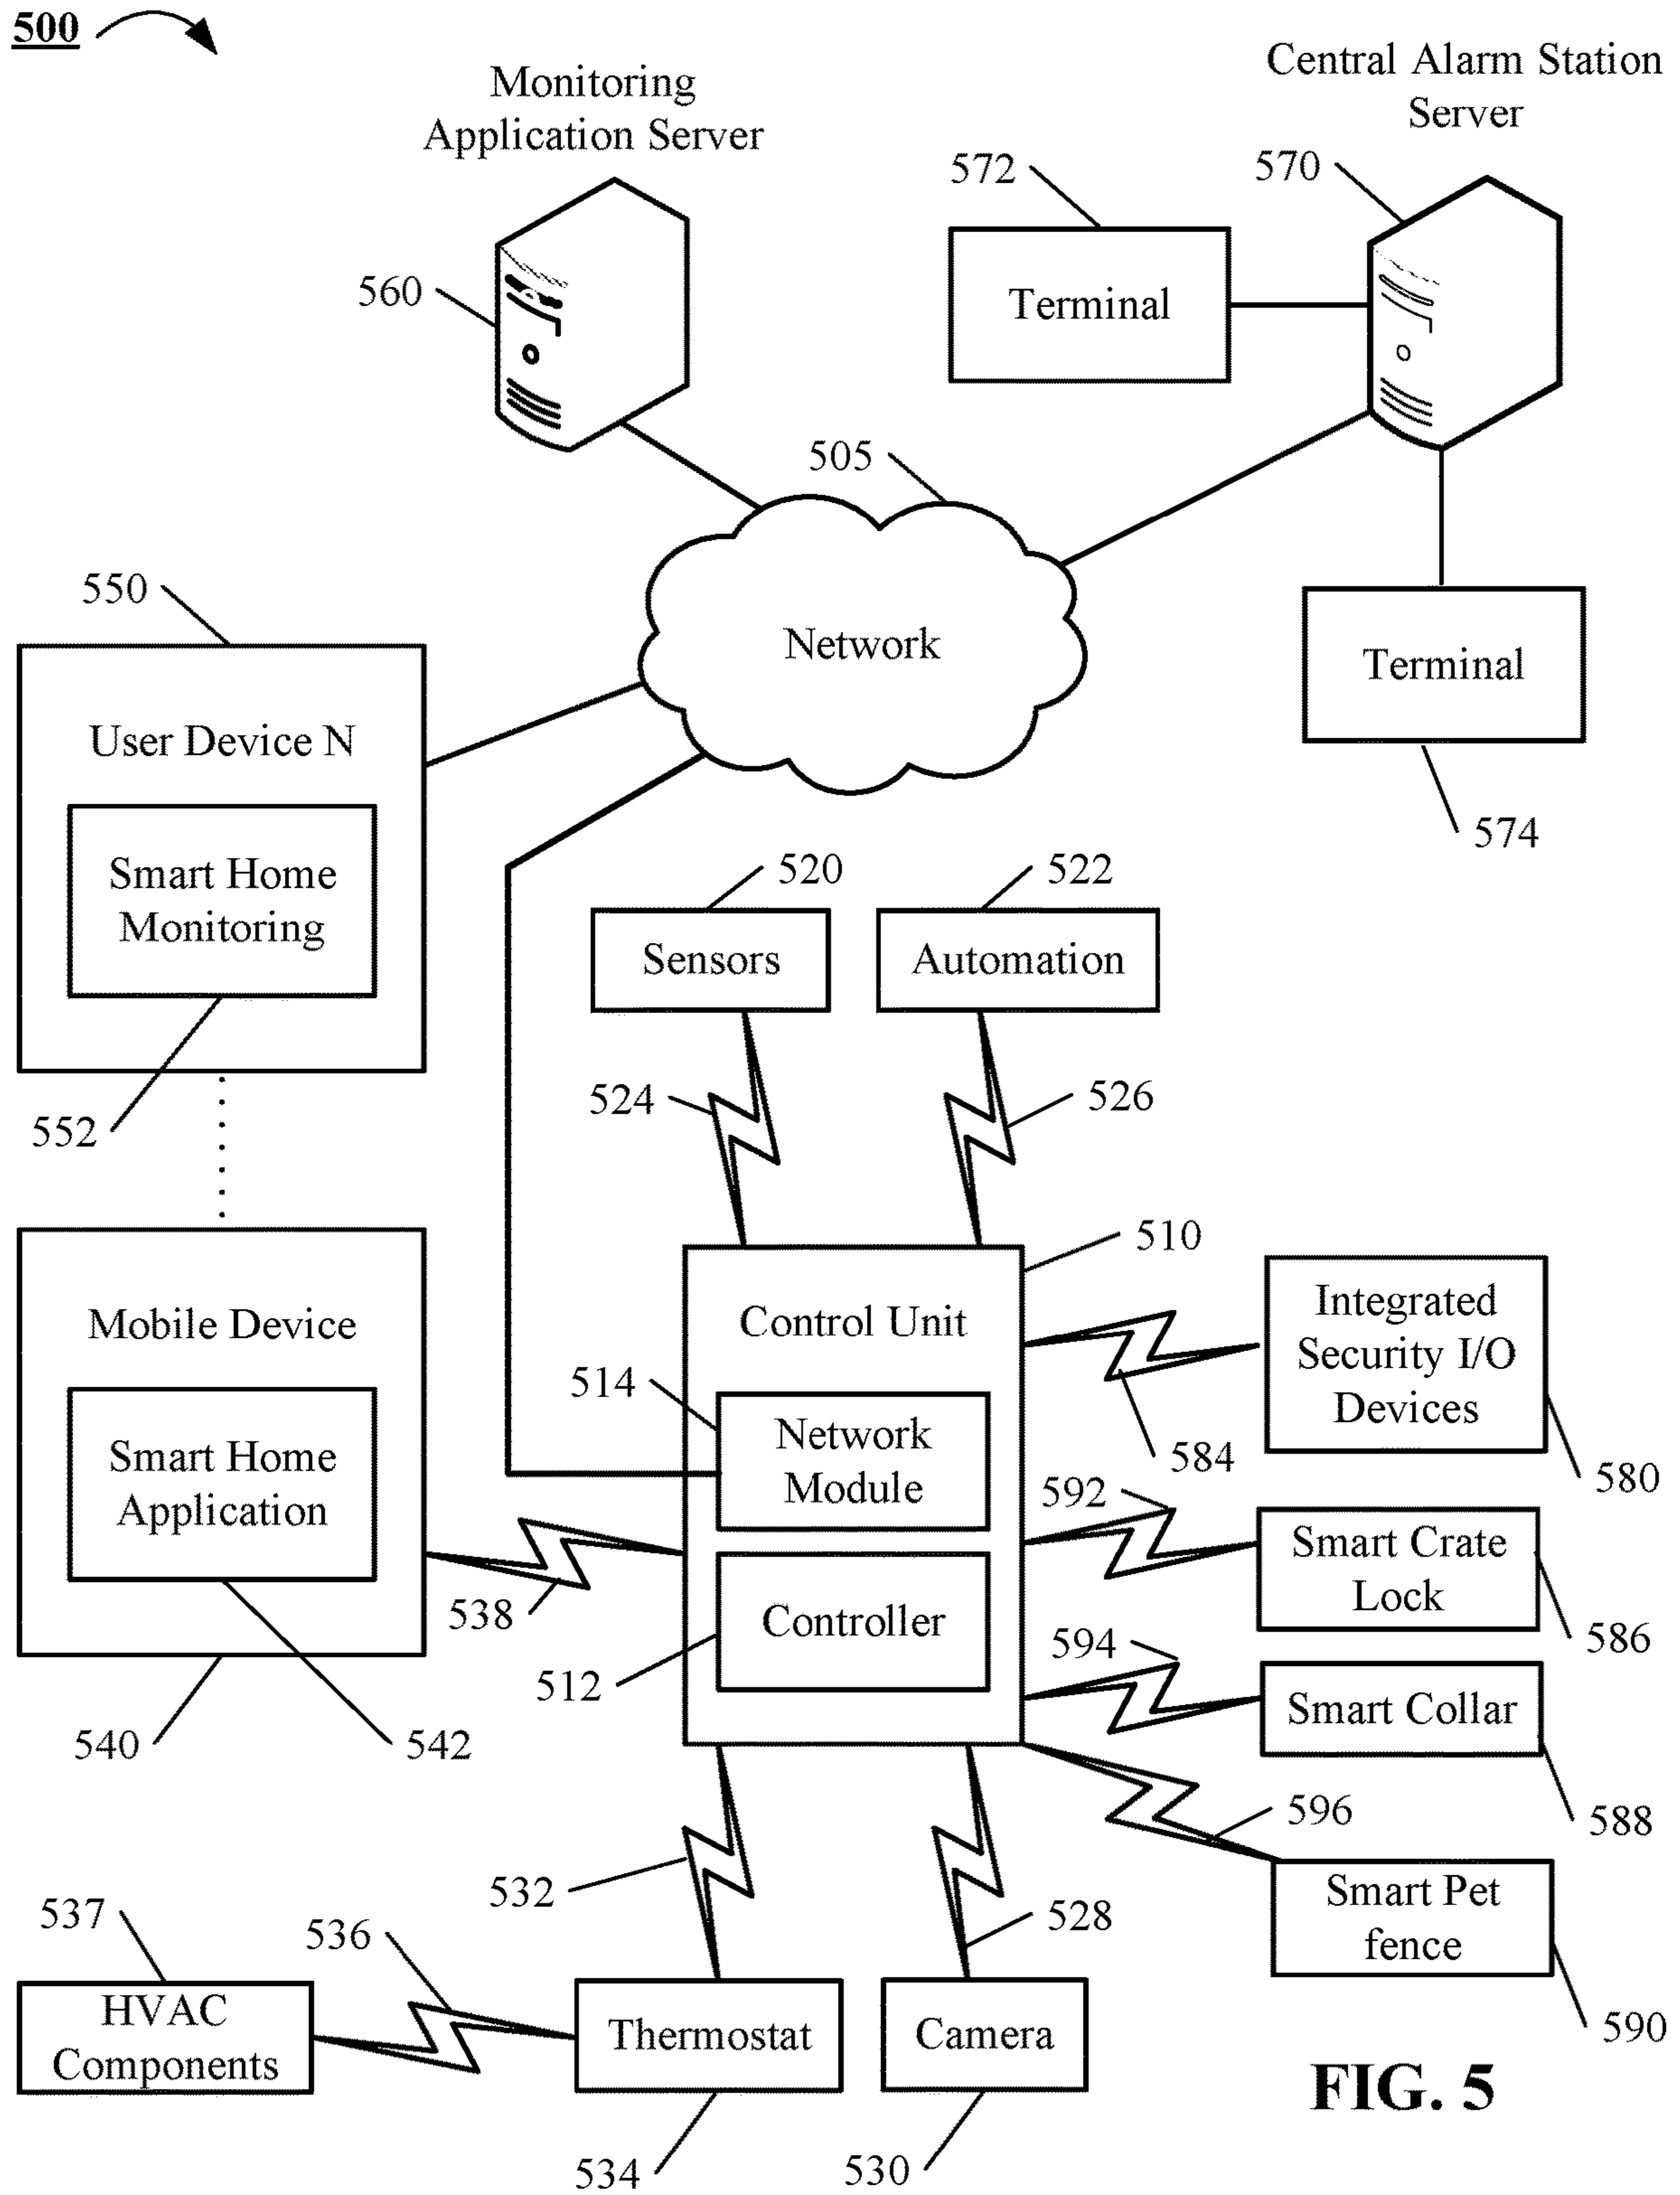 500
Monitoring
Application Server
Central Alarm Station
Server
572
570
Terminal
560
505
Network
550
User Device N
Smart Home
Monitoring
552
Terminal
574
520
522
Sensors
Automation
524
526
510
Mobile Device
Smart Home
Application
540
542
538
Control Unit
514
Network
Module
512
Controller
Integrated
Security I/O
Devices
584
580
592
Smart Crate
Lock
586
594
Smart Collar
588
596
Smart Pet
fence
590
532
528
537
536
HVAC
Components
Thermostat
Camera
534
530
FIG. 5